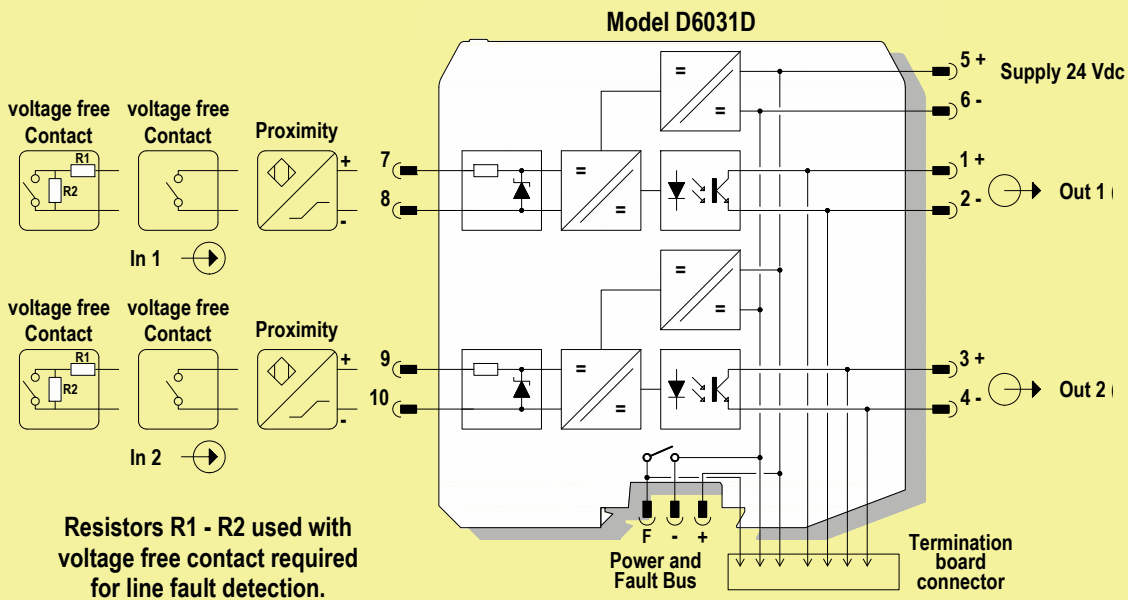 Model D6031D
5 +
Supply 24 Vdc
6 -
=
=
voltage free
Contact
voltage free
Contact
Proximity
R1
R2
+
-
7
8
=
=
1 +
2 -
Out 1 (
In 1
=
=
voltage free
Contact
voltage free
Contact
Proximity
R1
R2
+
-
9
10
=
=
3 +
4 -
Out 2 (
In 2
Resistors R1 - R2 used with
voltage free contact required
for line fault detection.
F - +
Power and
Fault Bus
Termination
board
connector